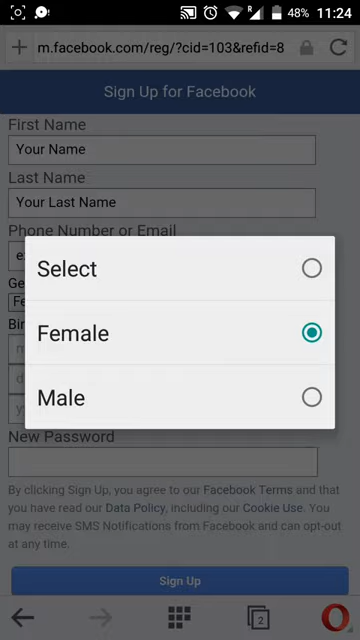 48% 11:24
m.facebook.com/reg/?cid=103&refid=8
Sign Up for Facebook
First Name
Your Name
Last Name
Your Last Name
Phone Number or Email
Select
Female
Male
New Password
By clicking Sign Up, you agree to our Facebook Terms and that
you have read our Data Policy, including our Cookie Use. You
may receive SMS Notifications from Facebook and can opt-out
at any time.
Sign Up
2